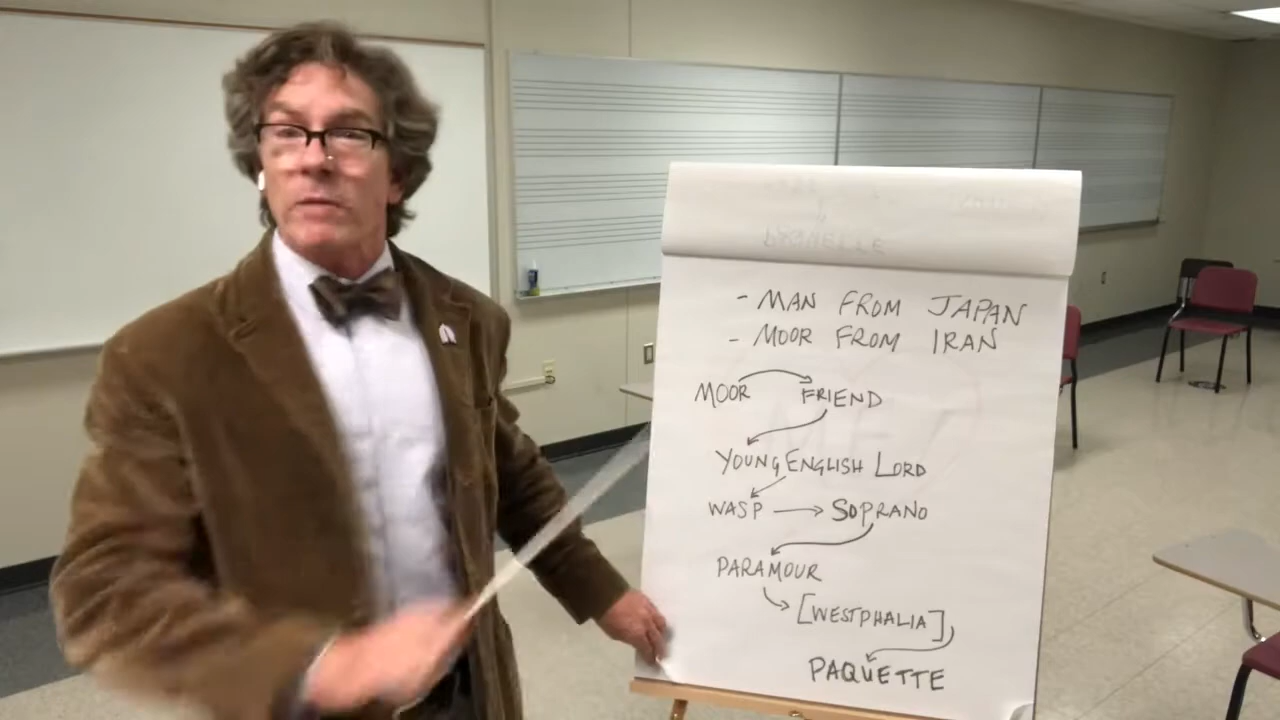 - MAN FROM JAPAN
- MOOR FROM IRAN
MOOR FRIEND
YOUNG ENGLISH LORD
WASP → SOPRANO
PARAMOUR
[WESTPHALIA]
PAQUETTE